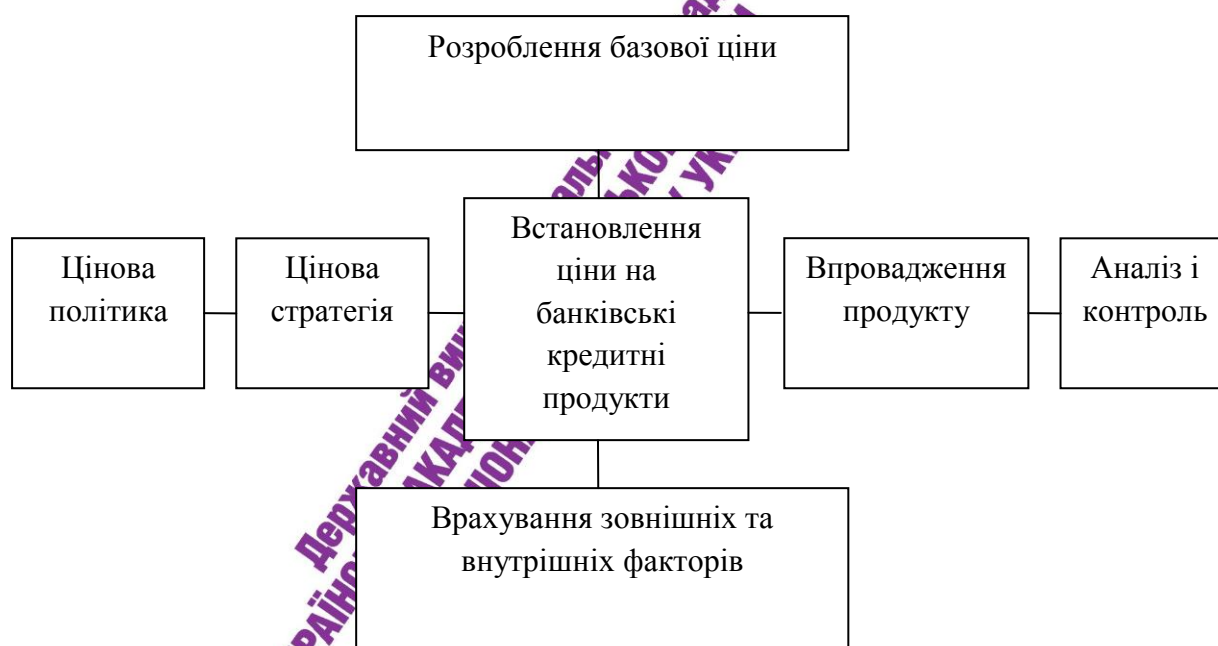 Розроблення базової ціни
Цінова
політика
Цінова
стратегія
Встановлення
ціни на
банківські
кредитні
продукти
Впровадження
продукту
Аналіз і
контроль
Врахування зовнішніх та
внутрішніх факторів
Державний